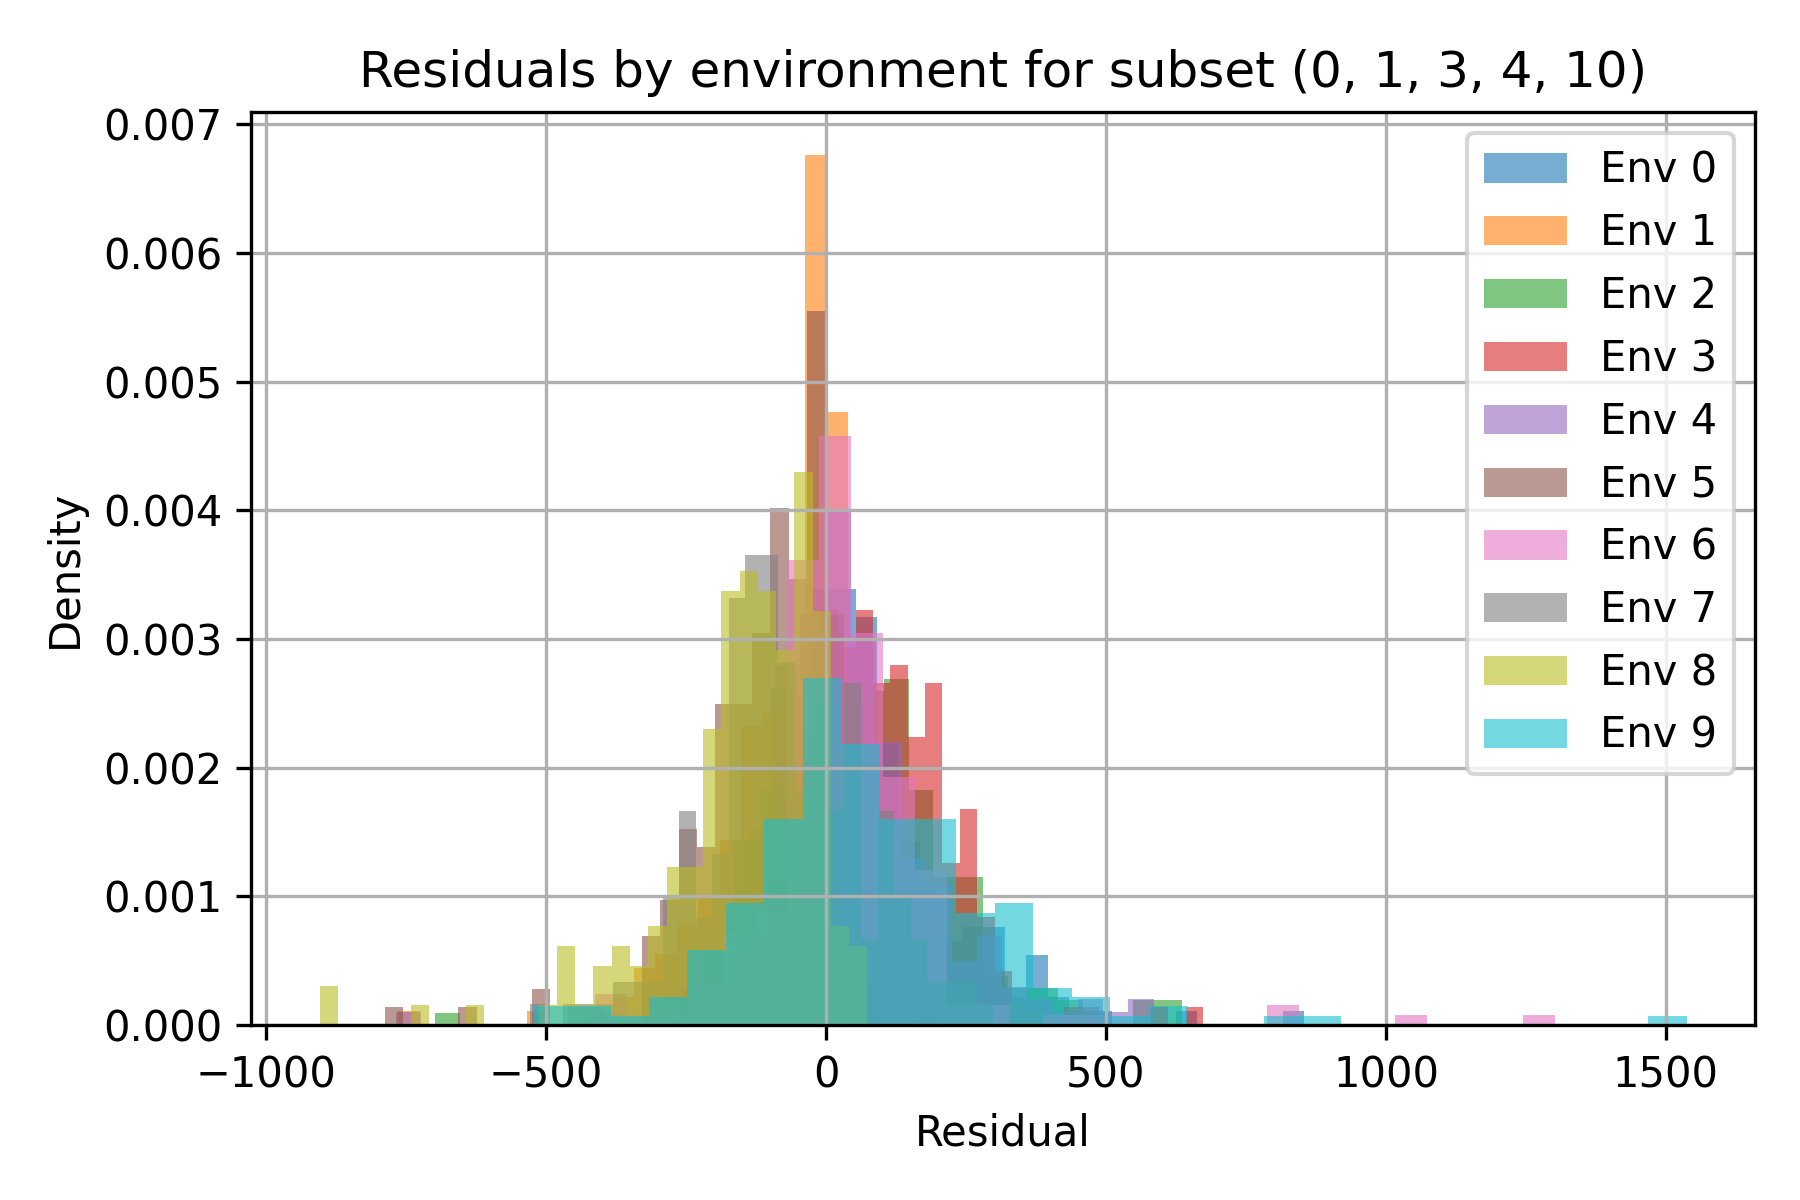 Residuals by environment for subset (0, 1, 3, 4, 10)
0.007
0.006
0.005
0.004
0.003
0.002
0.001
0.000
Density
−1000
−500
0
500
1000
1500
Residual
Env 0
Env 1
Env 2
Env 3
Env 4
Env 5
Env 6
Env 7
Env 8
Env 9